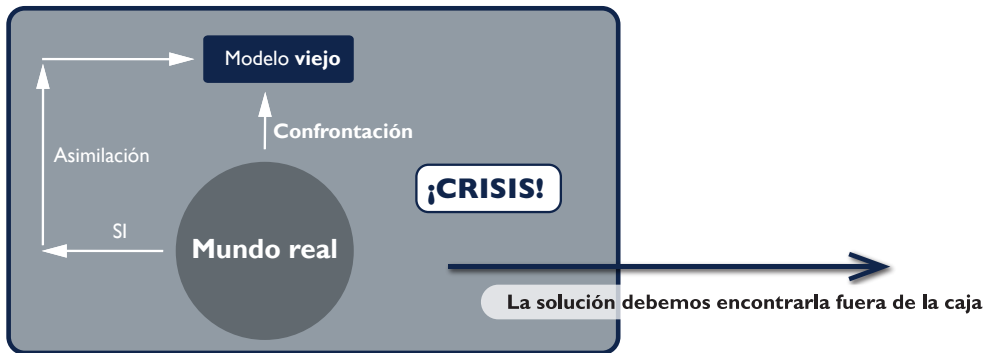 Modelo viejo
Confrontación
Asimilación
¡CRISIS!
SI
Mundo real
La solución debemos encontrarla fuera de la caja